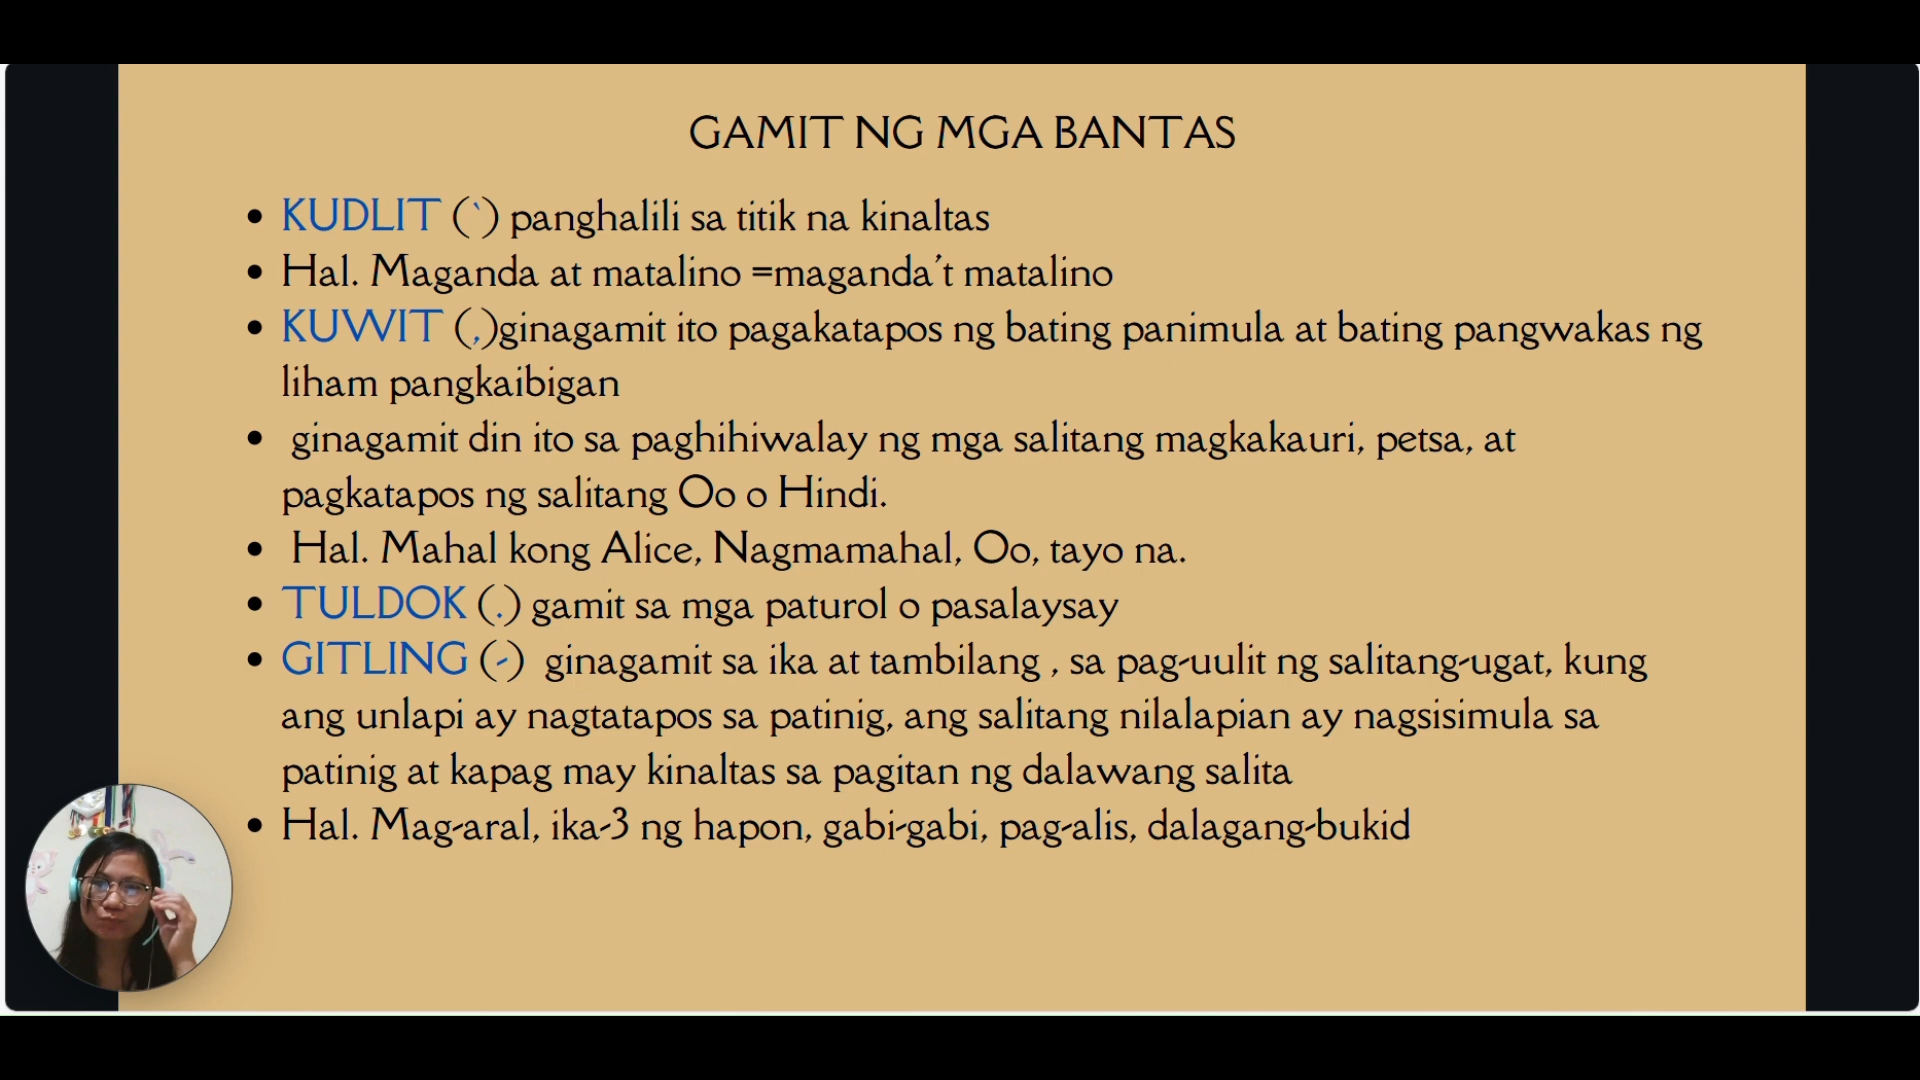 GAMIT NG MGA BANTAS
• KUDLIT (`) panghalili sa titik na kinaltas
• Hal. Maganda at matalino =maganda't matalino
• KUWIT (,)ginagamit ito pagakatapos ng bating panimula at bating pangwakas ng
liham pangkaibigan
• ginagamit din ito sa paghihiwalay ng mga salitang magkakauri, petsa, at
pagkatapos ng salitang Oo o Hindi.
• Hal. Mahal kong Alice, Nagmamahal, Oo, tayo na.
• TULDOK (.) gamit sa mga paturol o pasalaysay
• GITLING (-) ginagamit sa ika at tambilang , sa pag-uulit ng salitang-ugat, kung
ang unlapi ay nagtatapos sa patinig, ang salitang nilalapian ay nagsisimula sa
patinig at kapag may kinaltas sa pagitan ng dalawang salita
• Hal. Mag-aral, ika-3 ng hapon, gabi-gabi, pag-alis, dalagang-bukid